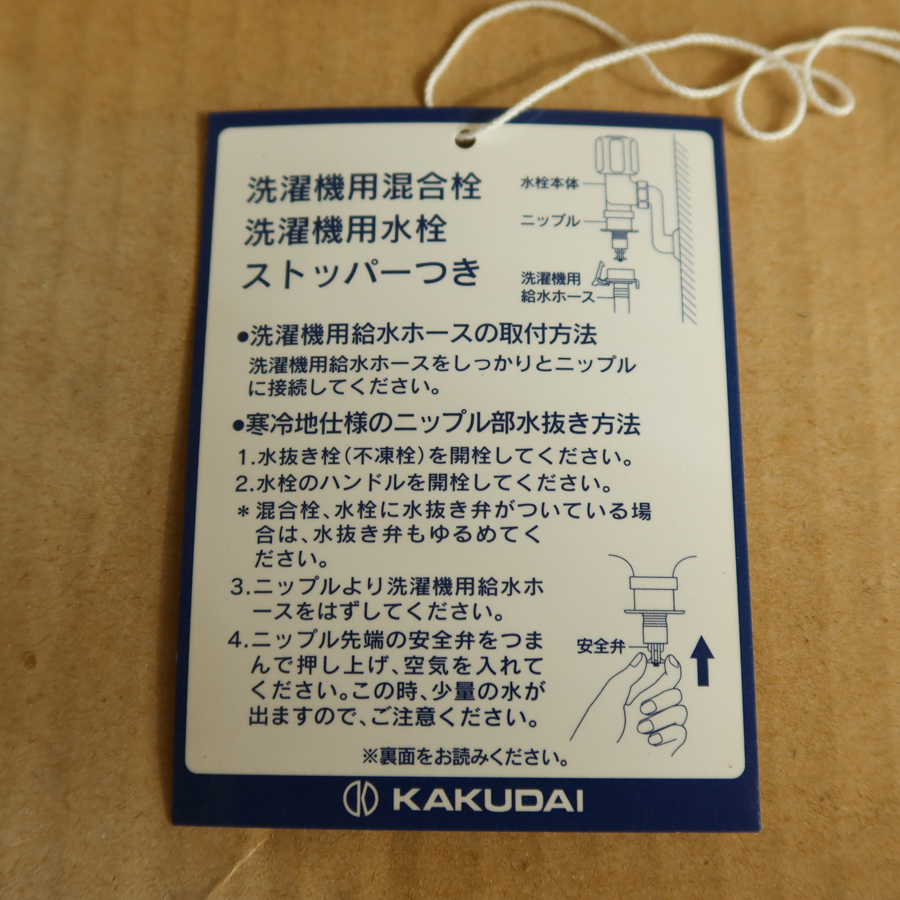 洗濯機用混合栓
洗濯機用水栓
ストッパーつき
水栓本体
ニップル
洗濯機用
給水ホース
●洗濯機用給水ホースの取付方法
洗濯機用給水ホースをしっかりとニップル
に接続してください。
●寒冷地仕様のニップル部水抜き方法
1.水抜き栓(不凍栓)を開栓してください。
2.水栓のハンドルを開栓してください。
＊混合栓、水栓に水抜き弁がついている場
合は、水抜き弁もゆるめてく
ださい。
3.ニップルより洗濯機用給水ホ
ースをはずしてください。
4.ニップル先端の安全弁をつま
んで押し上げ、空気を入れて
ください。この時、少量の水が
出ますので、ご注意ください。
安全弁
※裏面をお読みください。
KAKUDAI